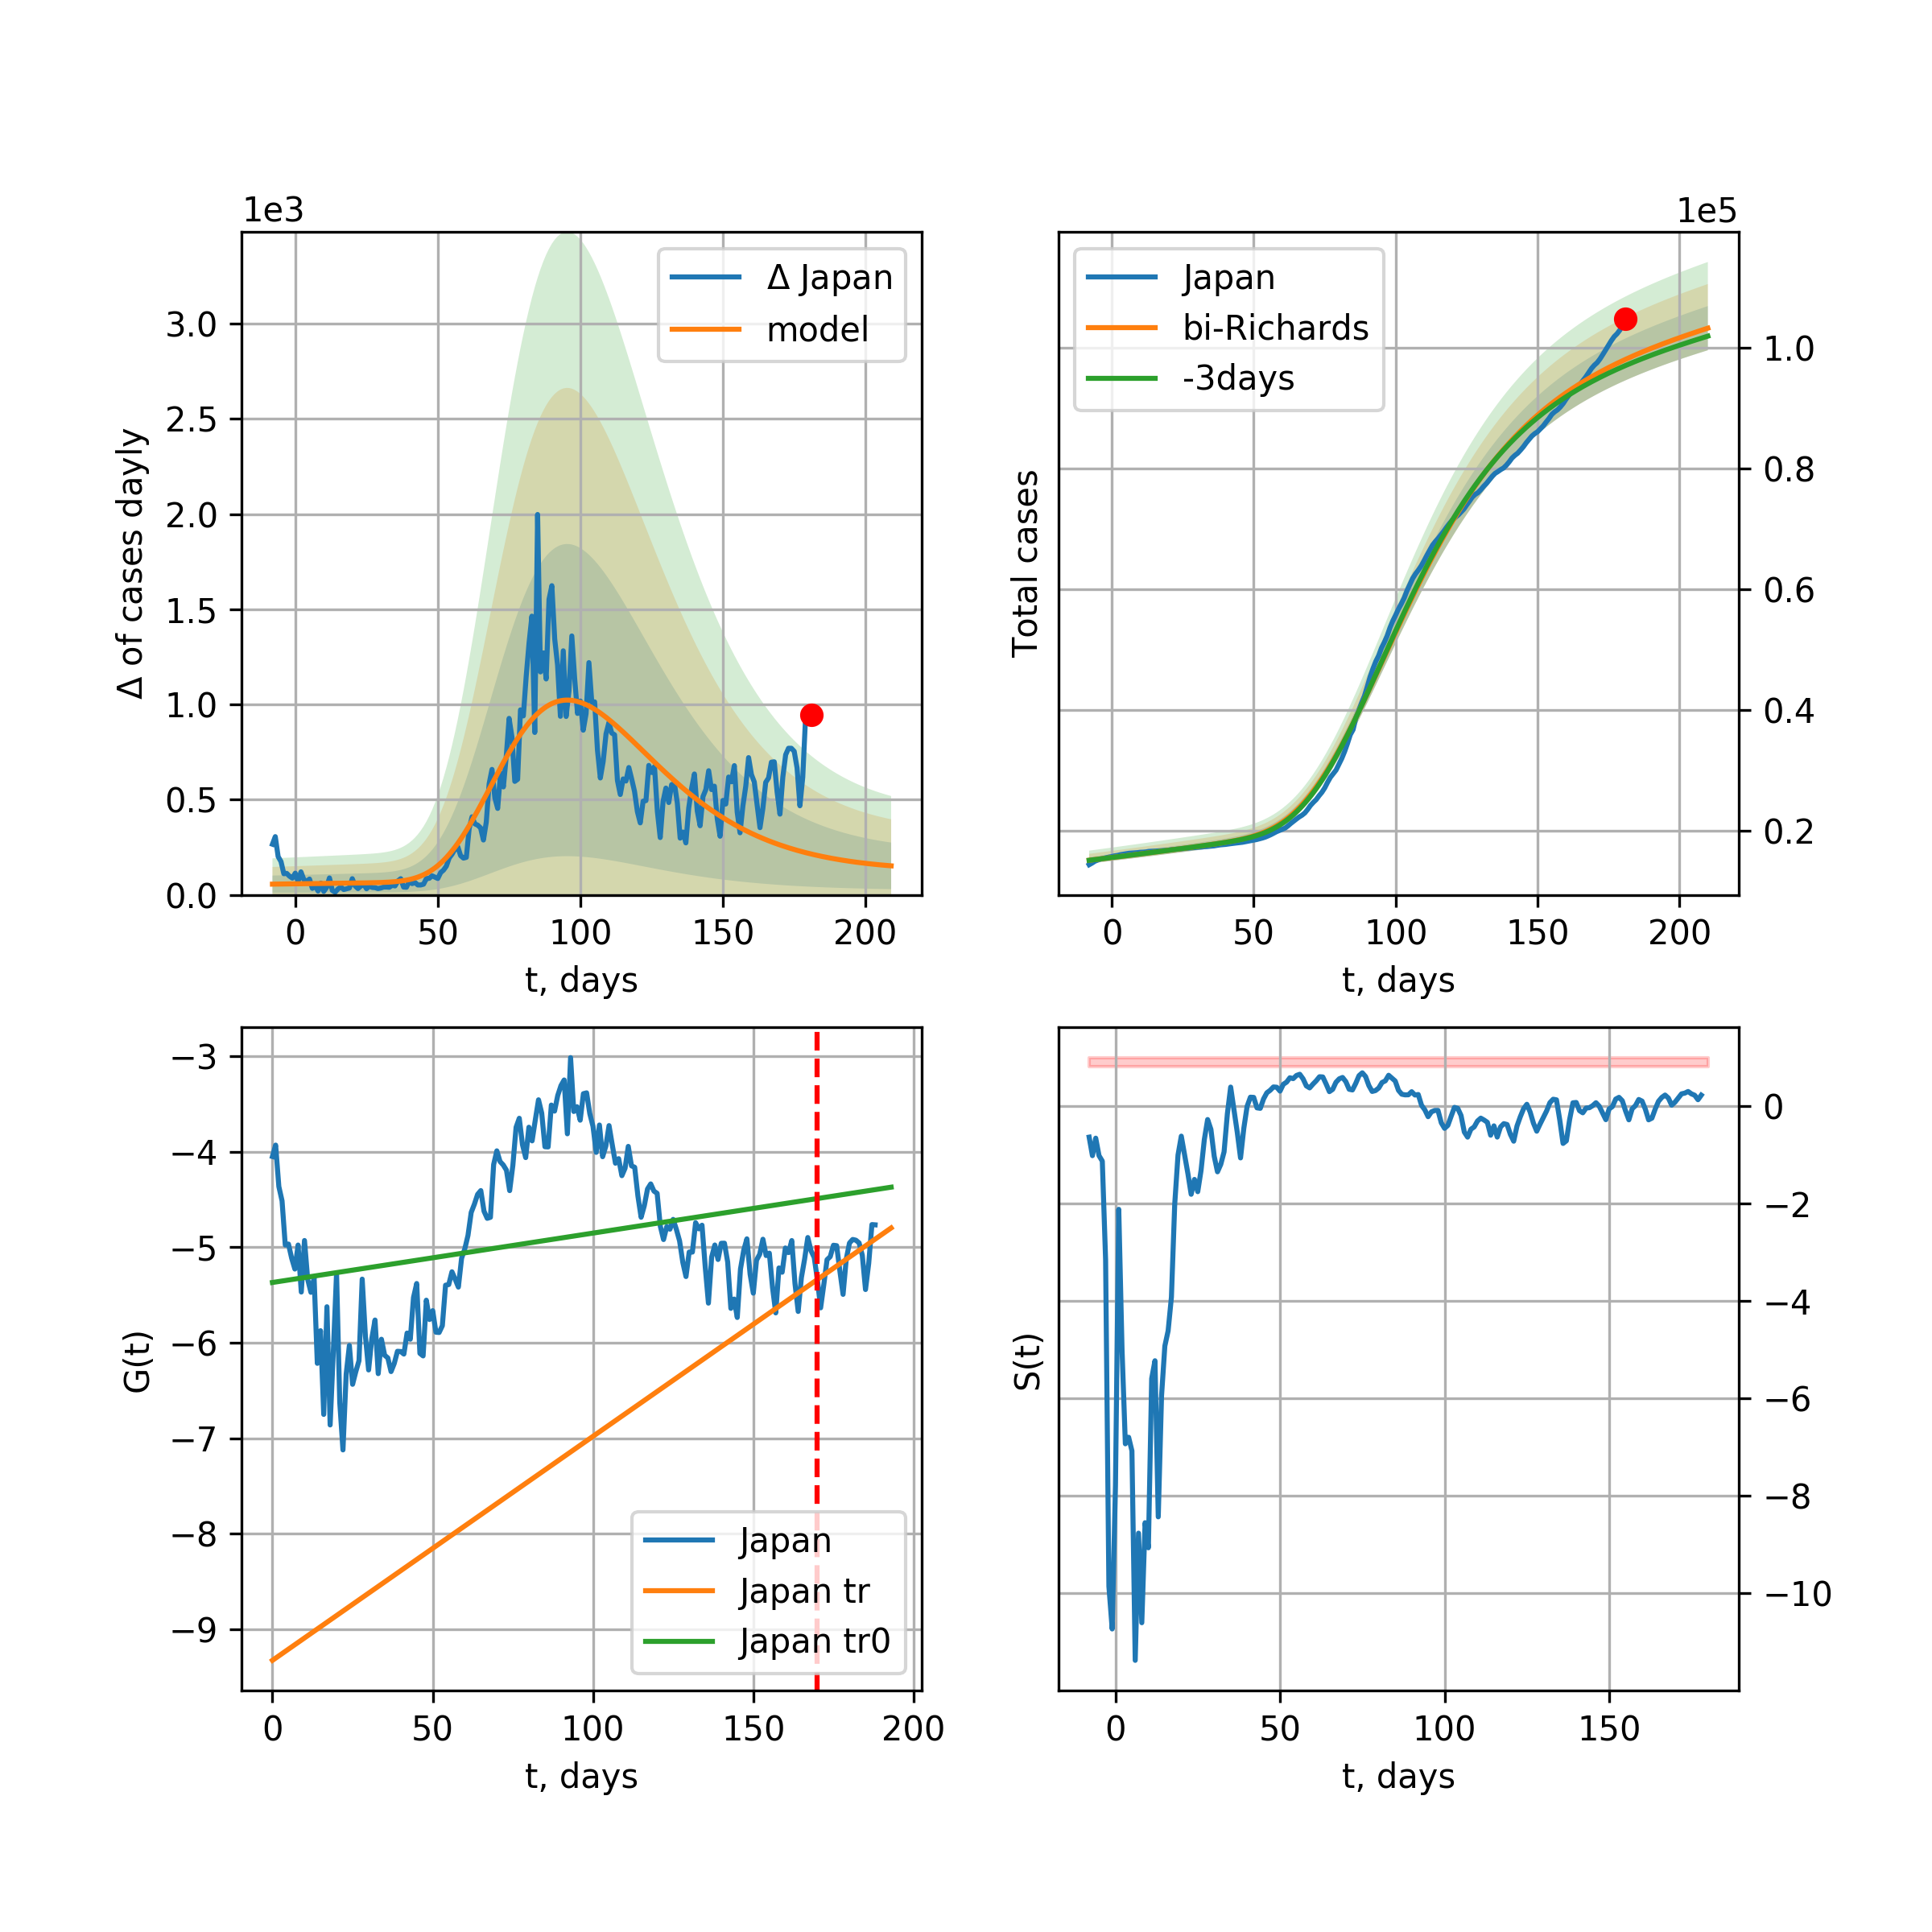 1e3
Δ of cases dayly
3.0
2.5
2.0
1.5
1.0
0.5
0.0
Δ Japan
model
0 50 100 150 200
t, days
1e5
Total cases
Japan
bi-Richards
-3days
1.0
0.8
0.6
0.4
0.2
0 50 100 150 200
t, days
G(t)
−3
−4
−5
−6
−7
−8
−9
Japan
Japan tr
Japan tr0
0 50 100 150 200
t, days
S(t)
0
−2
−4
−6
−8
−10
0 50 100 150
t, days